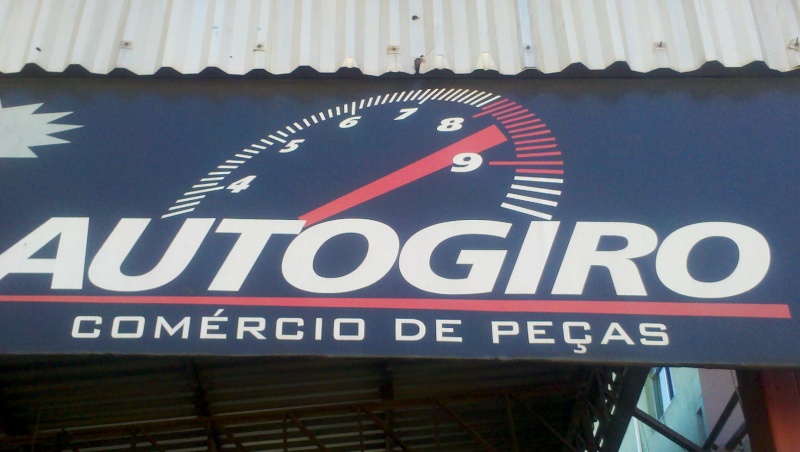 4 5 6 7 8 9
AUTOGIRO
COMÉRCIO DE PEÇAS